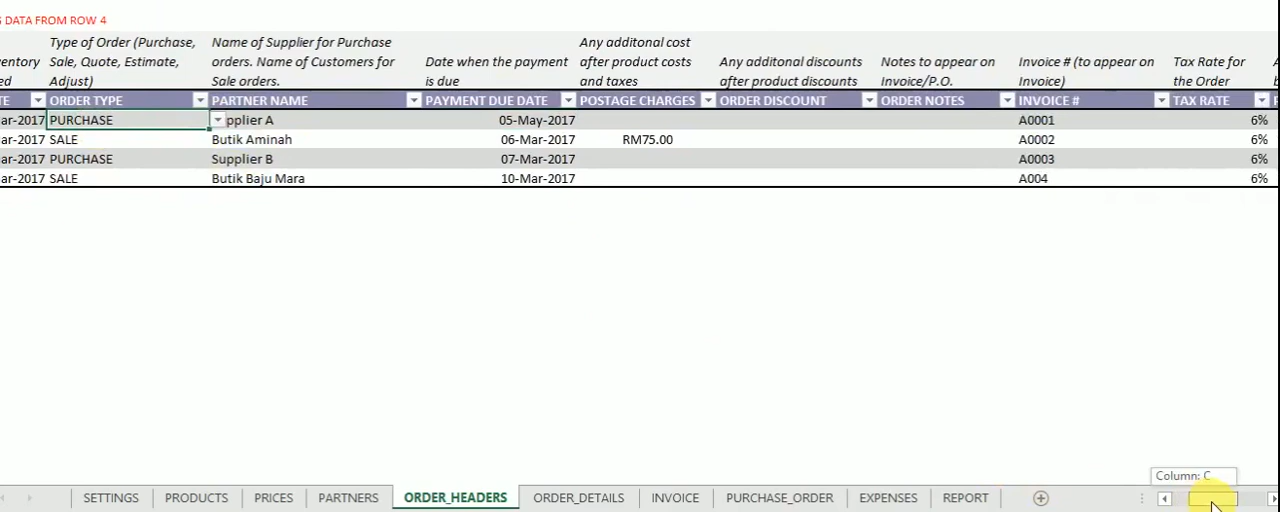 G DATA FROM ROW 4
Type of Order (Purchase, Name of Supplier for Purchase Any additonal cost
ventory Sale, Quote, Estimate, orders. Name of Customers for Date when the payment after product costs Any additonal discounts Notes to appear on Invoice # (to appear on Tax Rate for
ed Adjust) Sale orders. is due and taxes after product discounts Invoice/P.O. Invoice) the Order
TE ORDER TYPE PARTNER NAME PAYMENT DUE DATE POSTAGE CHARGES ORDER DISCOUNT ORDER NOTES INVOICE # TAX RATE
ar-2017 PURCHASE pplier A 05-May-2017 A0001 6%
ar-2017 SALE Butik Aminah 06-Mar-2017 RM75.00 A0002 6%
ar-2017 PURCHASE Supplier B 07-Mar-2017 A0003 6%
ar-2017 SALE Butik Baju Mara 10-Mar-2017 A004 6%
Column: C
SETTINGS PRODUCTS PRICES PARTNERS ORDER_HEADERS ORDER_DETAILS INVOICE PURCHASE_ORDER EXPENSES REPORT